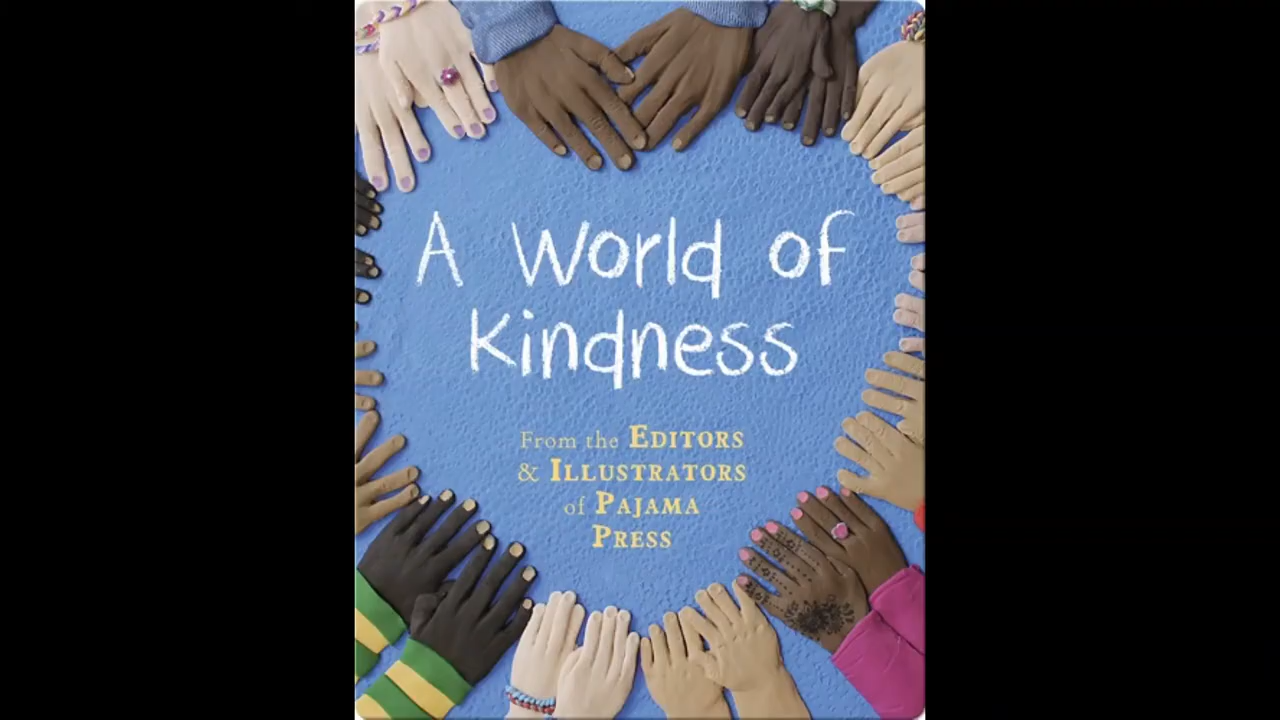 A World of
Kindness
From the EDITORS
& ILLUSTRATORS
of PAJAMA
PRESS